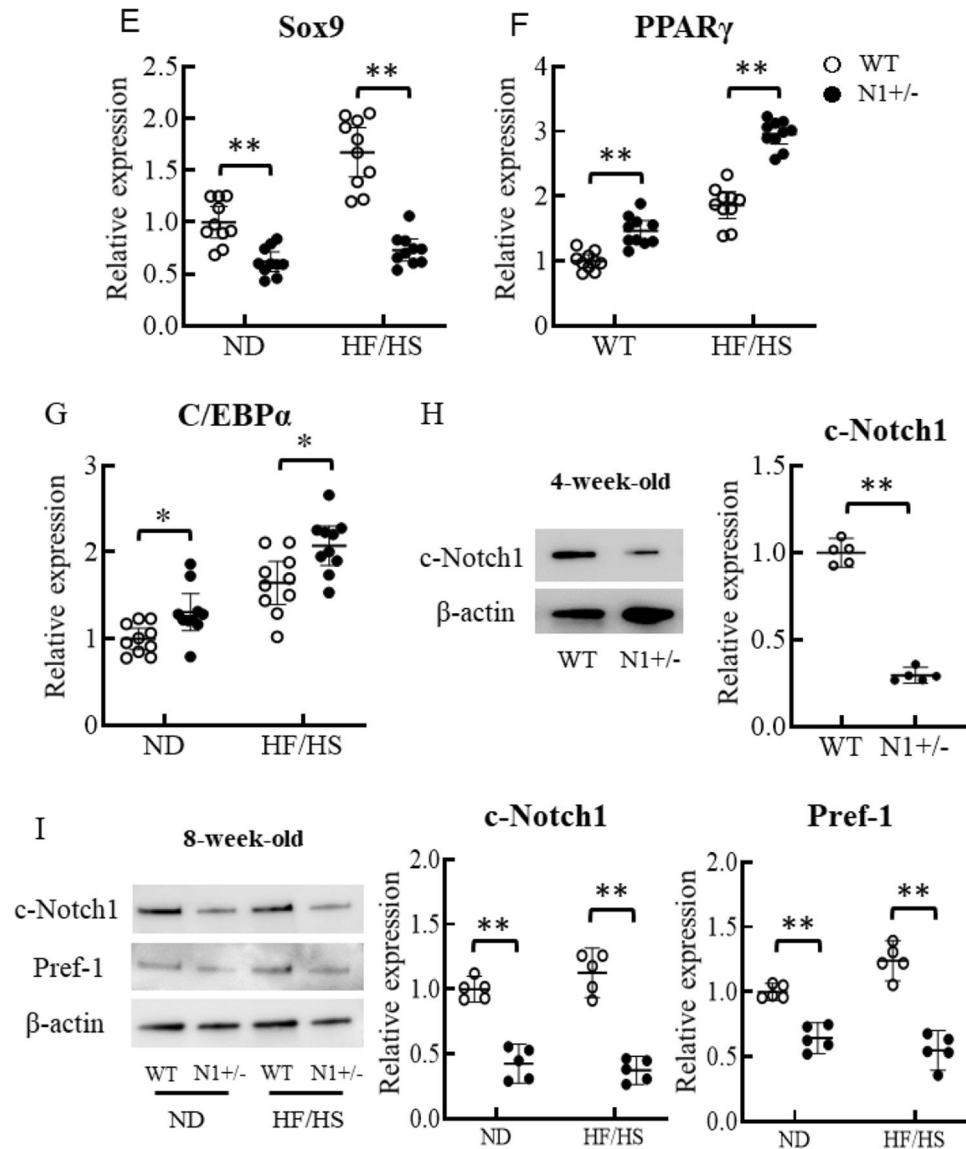 E
Sox9
Relative expression
2.5
2.0
1.5
1.0
0.5
0.0
**
**
ND HF/HS
F
PPARγ
WT
N1+/-
Relative expression
4
3
2
1
0
**
**
WT HF/HS
G
C/EBPα
Relative expression
3
2
1
0
*
*
ND HF/HS
H
4-week-old
c-Notch1
β-actin
WT N1+/-
c-Notch1
Relative expression
1.5
1.0
0.5
0.0
**
WT N1+/-
I
8-week-old
c-Notch1
Pref-1
β-actin
WT N1+/- WT N1+/-
ND HF/HS
c-Notch1
Relative expression
2.0
1.5
1.0
0.5
0.0
**
**
ND HF/HS
Pref-1
Relative expression
2.0
1.5
1.0
0.5
0.0
**
**
ND HF/HS